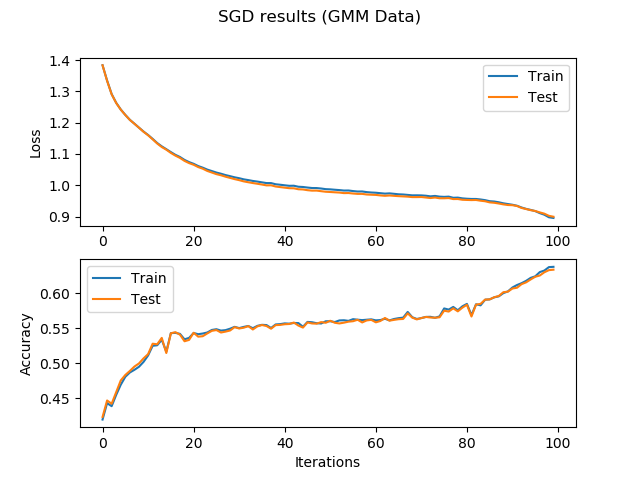 SGD results (GMM Data)
1.4
1.3
1.2
1.1
1.0
0.9
Loss
Train
Test
0 20 40 60 80 100
0.60
0.55
0.50
0.45
Accuracy
Train
Test
0 20 40 60 80 100
Iterations